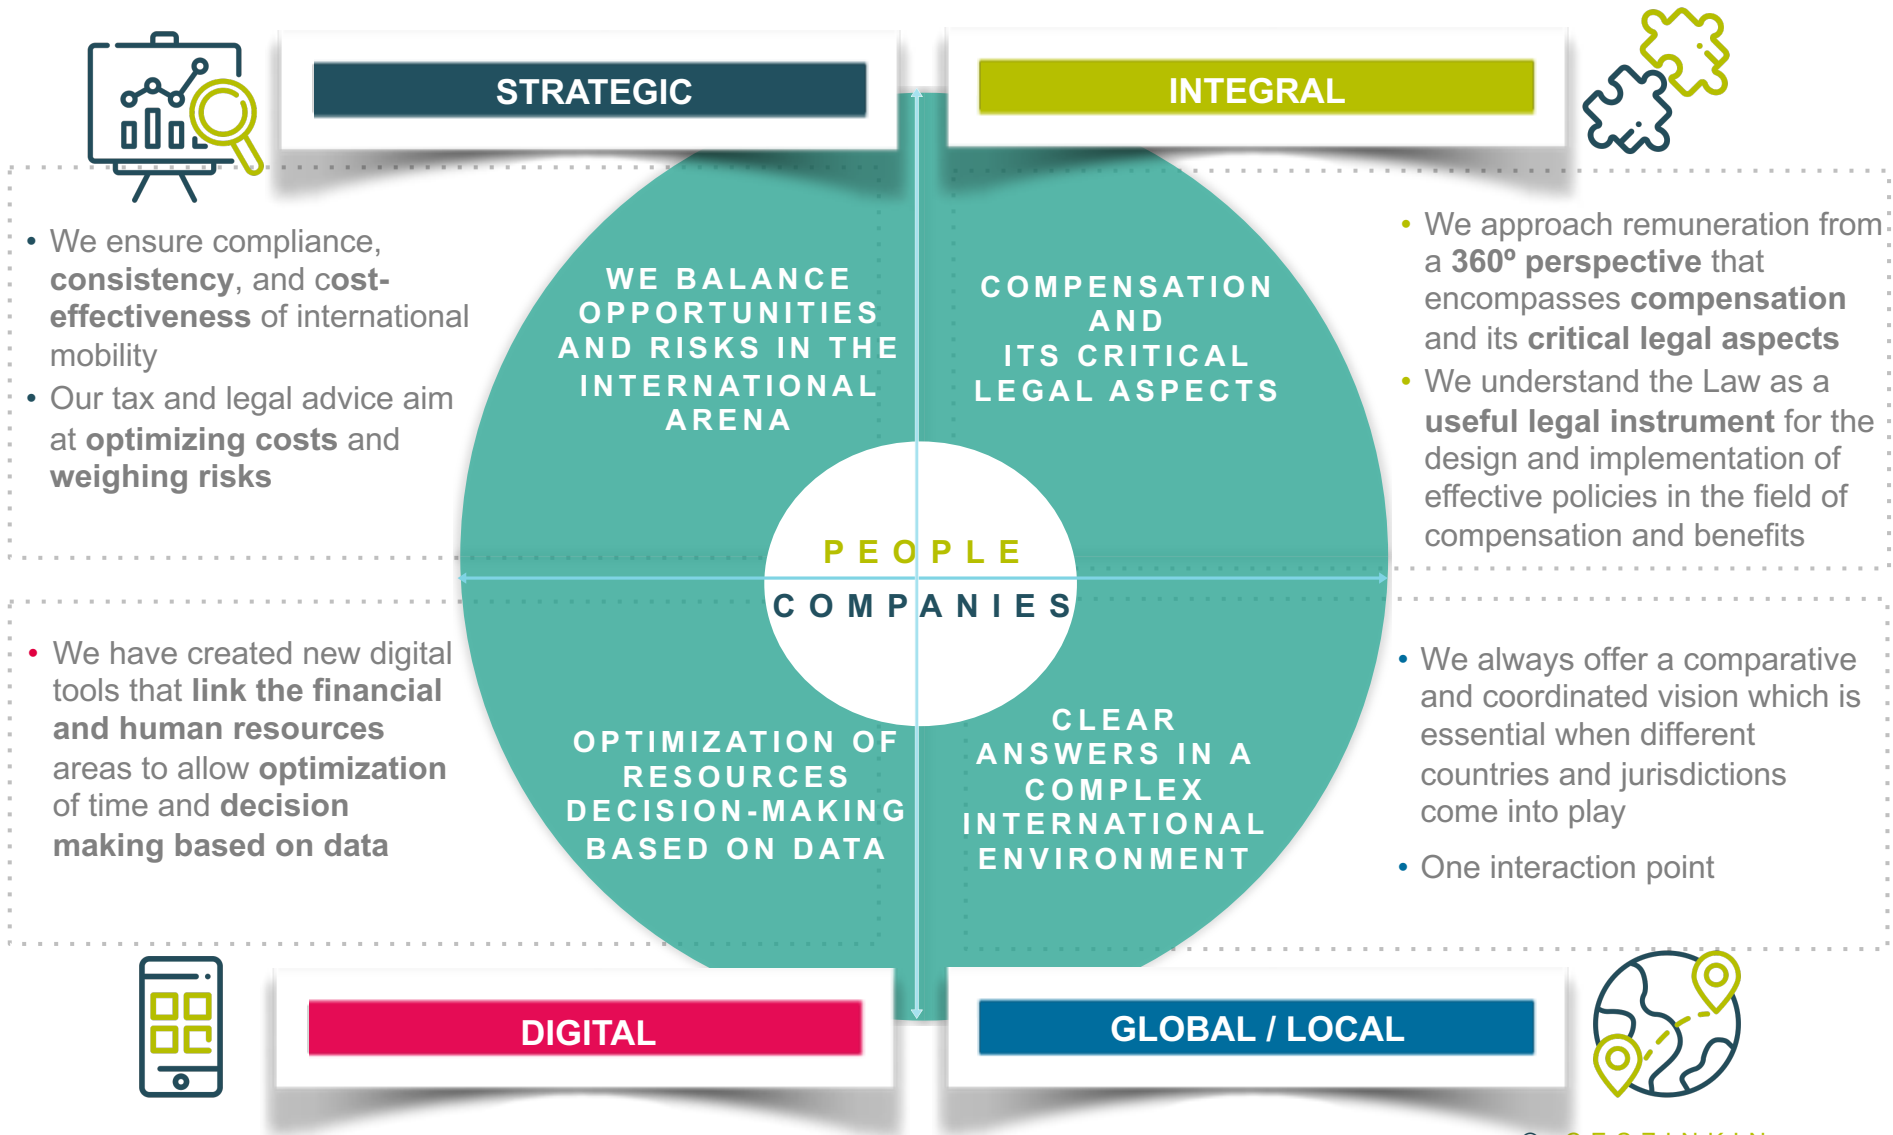 STRATEGIC
INTEGRAL
• We ensure compliance,
consistency, and cost-
effectiveness of international
mobility
• Our tax and legal advice aim
at optimizing costs and
weighing risks
WE BALANCE
OPPORTUNITIES
AND RISKS IN THE
INTERNATIONAL
ARENA
COMPENSATION
AND
ITS CRITICAL
LEGAL ASPECTS
• We approach remuneration from
a 360º perspective that
encompasses compensation
and its critical legal aspects
• We understand the Law as a
useful legal instrument for the
design and implementation of
effective policies in the field of
compensation and benefits
PEOPLE
COMPANIES
• We have created new digital
tools that link the financial
and human resources
areas to allow optimization
of time and decision
making based on data
OPTIMIZATION OF
RESOURCES
DECISION-MAKING
BASED ON DATA
CLEAR
ANSWERS IN A
COMPLEX
INTERNATIONAL
ENVIRONMENT
• We always offer a comparative
and coordinated vision which is
essential when different
countries and jurisdictions
come into play
• One interaction point
DIGITAL
GLOBAL / LOCAL